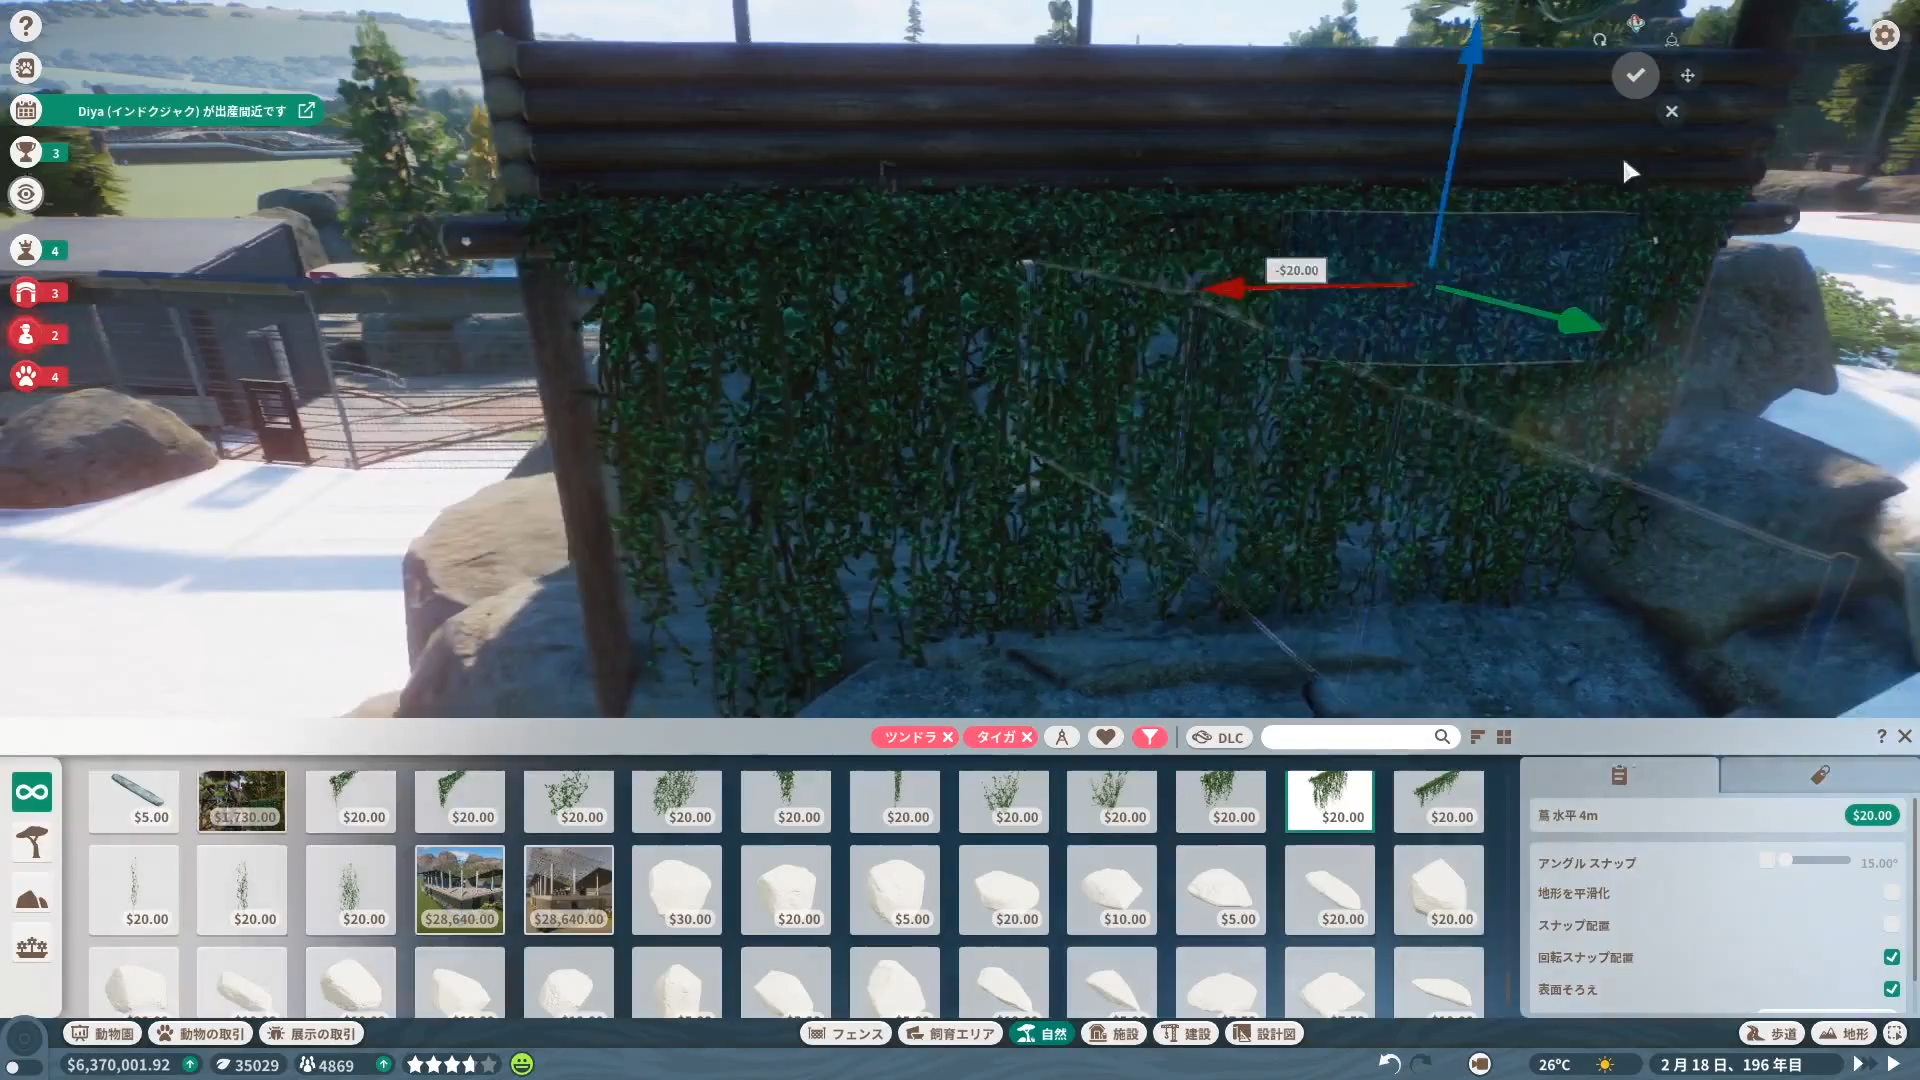 ?
Diya (インドクジャク) が出産間近です
3
4
3
2
4
-$20.00
ツンドラ ✕
タイガ ✕
DLC
? ✕
$5.00
$1,730.00
$20.00
$20.00
$20.00
$20.00
$20.00
$20.00
$20.00
$20.00
$20.00
$20.00
$20.00
$20.00
$20.00
$20.00
$28,640.00
$28,640.00
$30.00
$20.00
$5.00
$20.00
$10.00
$5.00
$20.00
$20.00
蔦 水平 4m
$20.00
アングル スナップ
15.00°
地形を平滑化
スナップ配置
回転スナップ配置
表面そろえ
動物園
動物の取引
展示の取引
フェンス
飼育エリア
自然
施設
建設
設計図
歩道
地形
$6,370,001.92
35029
4869
26°C
2 月 18 日、196 年目